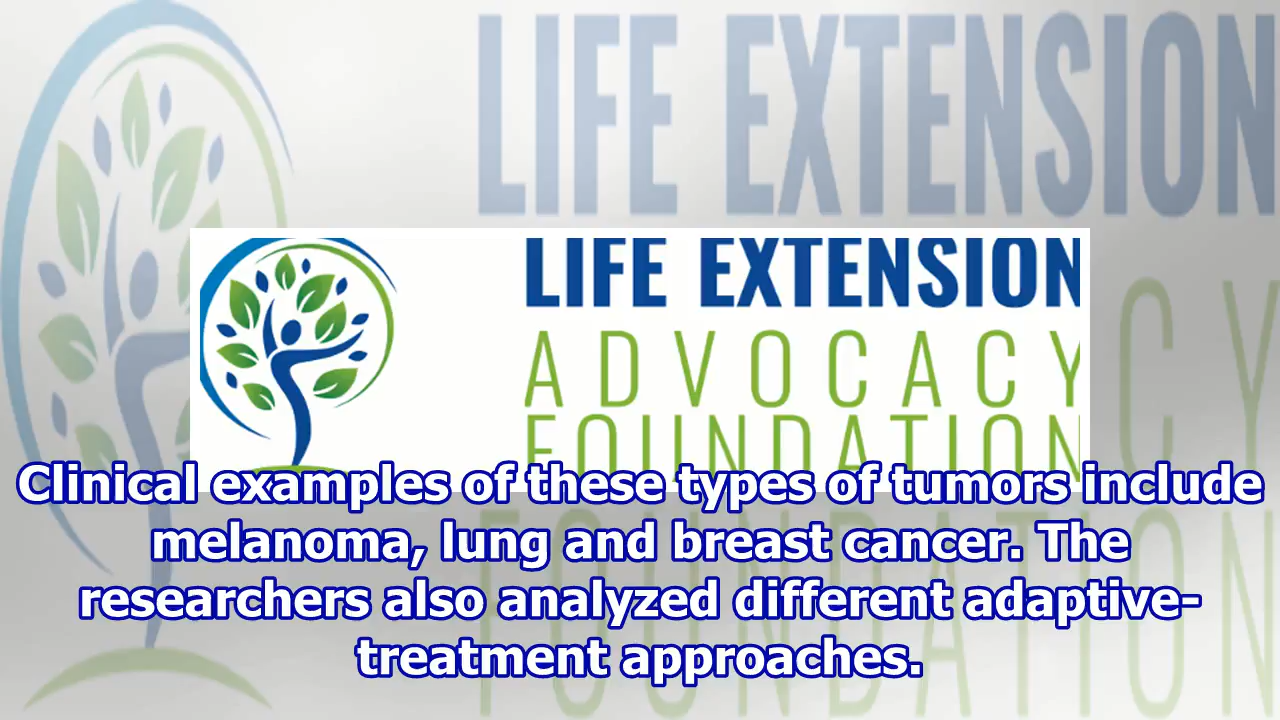 LIFE EXTENSION
LIFE EXTENSION
ADVOCACY
FOUNDATION
Clinical examples of these types of tumors include
melanoma, lung and breast cancer. The
researchers also analyzed different adaptive-
treatment approaches.